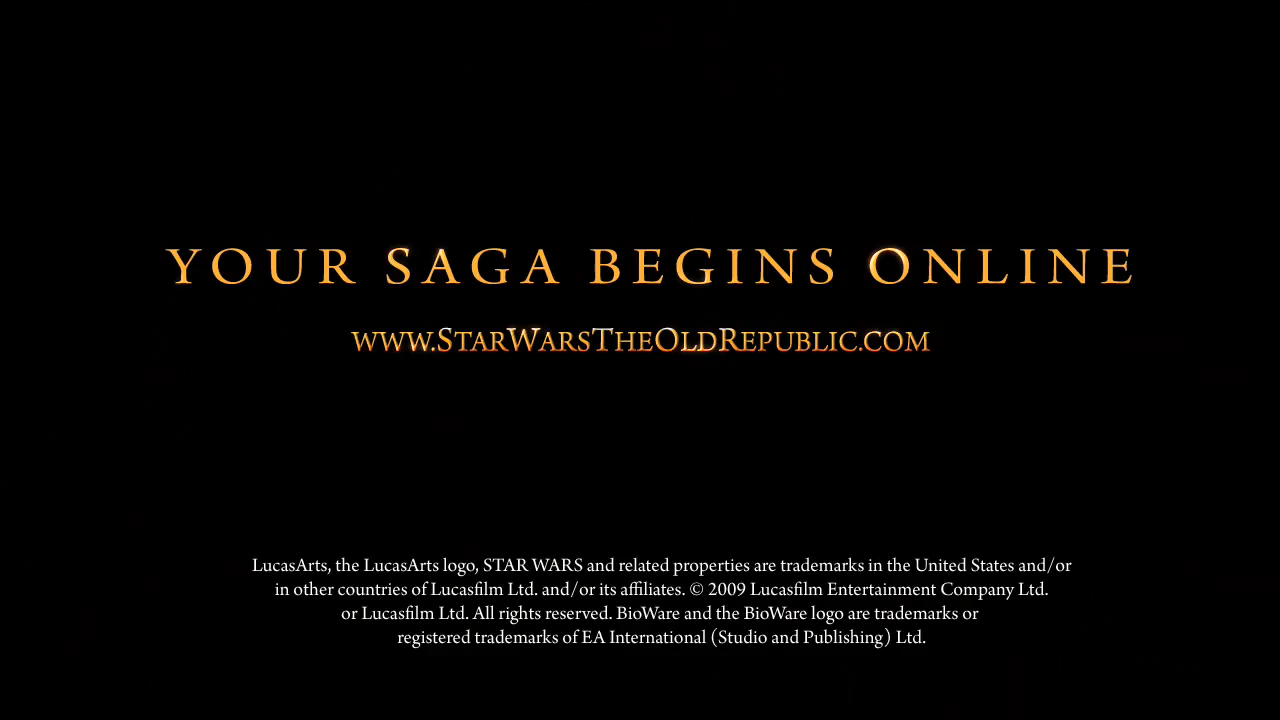 YOUR SAGA BEGINS ONLINE
WWW.STARWARSTHEOLDREPUBLIC.COM
LucasArts, the LucasArts logo, STAR WARS and related properties are trademarks in the United States and/or
in other countries of Lucasfilm Ltd. and/or its affiliates. © 2009 Lucasfilm Entertainment Company Ltd.
or Lucasfilm Ltd. All rights reserved. BioWare and the BioWare logo are trademarks or
registered trademarks of EA International (Studio and Publishing) Ltd.